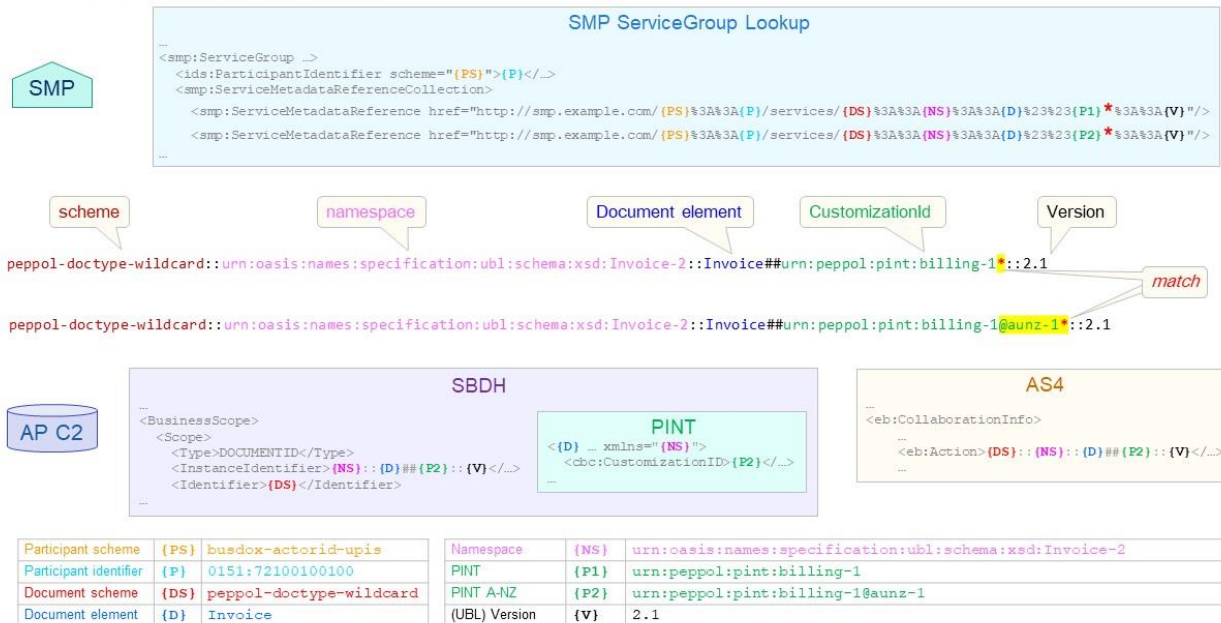 SMP ServiceGroup Lookup
…
<smp:ServiceGroup …>
<ids:ParticipantIdentifier scheme="{PS}">{P}</…>
<smp:ServiceMetadataReferenceCollection>
<smp:ServiceMetadataReference href="http://smp.example.com/{PS}%3A%3A{P}/services/{DS}%3A%3A{NS}%3A%3A{D}%23%23{P1}*%3A%3A{V}"/>
<smp:ServiceMetadataReference href="http://smp.example.com/{PS}%3A%3A{P}/services/{DS}%3A%3A{NS}%3A%3A{D}%23%23{P2}*%3A%3A{V}"/>
…
SMP
scheme
namespace
Document element
CustomizationId
Version
peppol-doctype-wildcard::urn:oasis:names:specification:ubl:schema:xsd:Invoice-2::Invoice##urn:peppol:pint:billing-1*::2.1
match
peppol-doctype-wildcard::urn:oasis:names:specification:ubl:schema:xsd:Invoice-2::Invoice##urn:peppol:pint:billing-1@aunz-1*::2.1
AP C2
SBDH
…
<BusinessScope>
<Scope>
<Type>DOCUMENTID</Type>
<InstanceIdentifier>{NS}::{D}##{P2}::{V}</…>
<Identifier>{DS}</Identifier>
…
PINT
<{D} … xmlns="{NS}">
<cbc:CustomizationID>{P2}</…>
…
AS4
…
<eb:CollaborationInfo>
…
<eb:Action>{DS}::{NS}::{D}##{P2}::{V}</…>
…
Participant scheme {PS} busdox-actorid-upis
Participant identifier {P} 0151:72100100100
Document scheme {DS} peppol-doctype-wildcard
Document element {D} Invoice
Namespace {NS} urn:oasis:names:specification:ubl:schema:xsd:Invoice-2
PINT {P1} urn:peppol:pint:billing-1
PINT A-NZ {P2} urn:peppol:pint:billing-1@aunz-1
(UBL) Version {V} 2.1